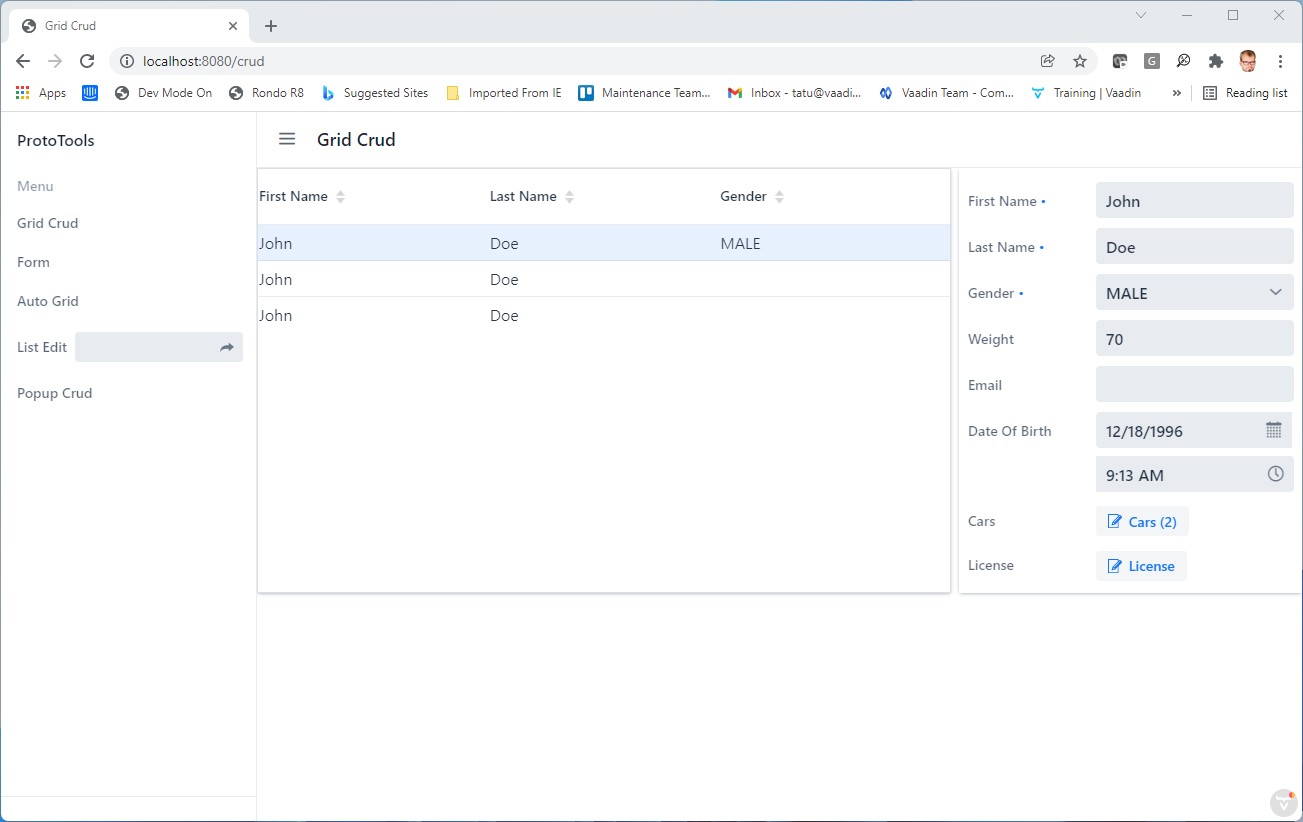 Grid Crud
localhost:8080/crud
G
Apps Dev Mode On Rondo R8 Suggested Sites Imported From IE Maintenance Team... Inbox - tatu@vaadi... Vaadin Team - Com... Training | Vaadin » Reading list
ProtoTools
Menu
Grid Crud
Form
Auto Grid
List Edit
Popup Crud
Grid Crud
First Name Last Name Gender
John Doe MALE
John Doe
John Doe
First Name • John
Last Name • Doe
Gender • MALE
Weight 70
Email
Date Of Birth 12/18/1996
9:13 AM
Cars Cars (2)
License License